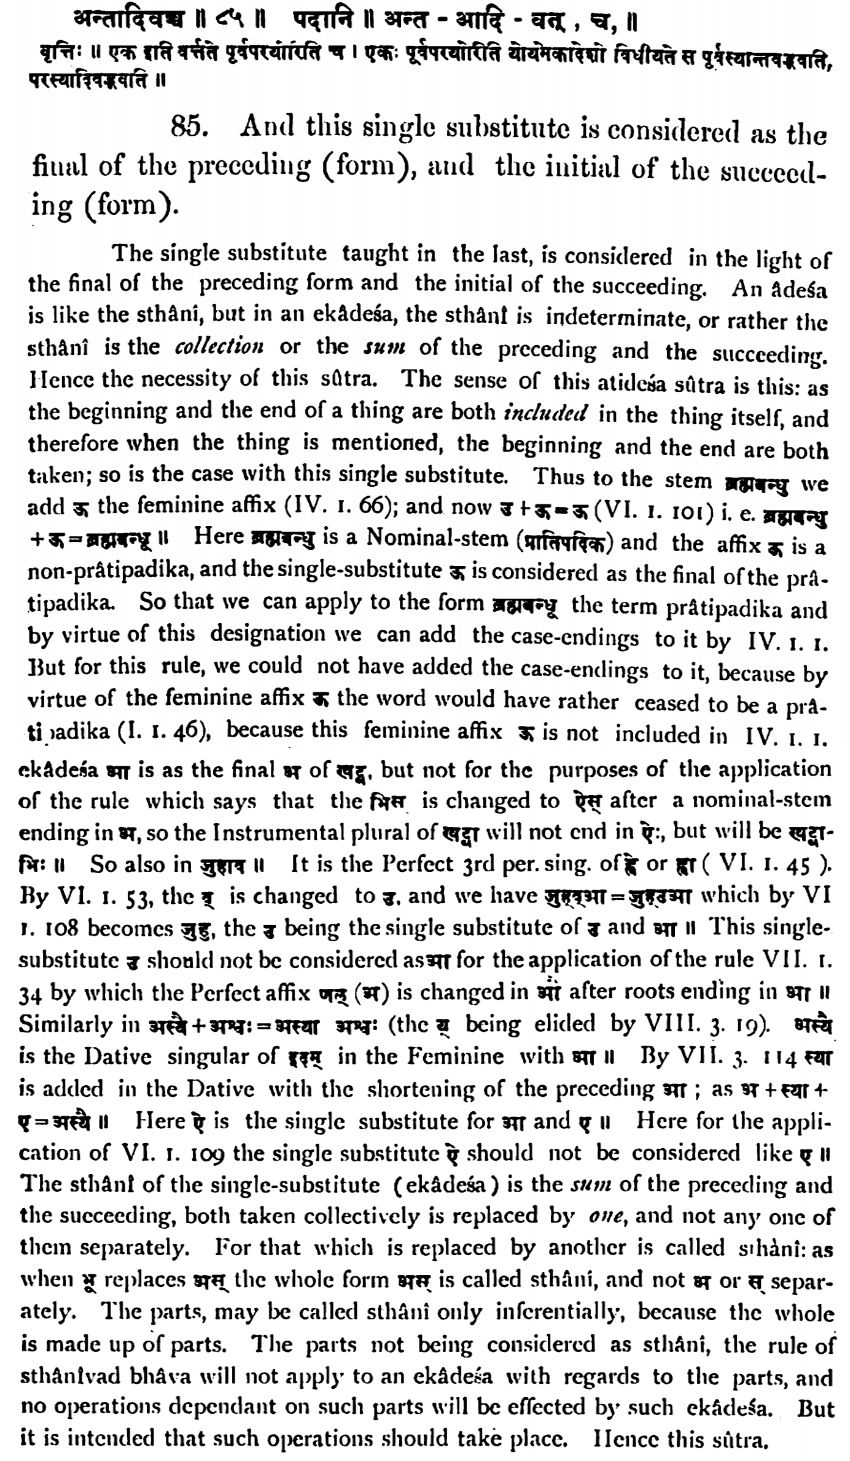 अन्तादिवच्च ॥ ८५ ॥ पदानि ॥ अन्त - आदि - वत्, च, ॥
वृत्तिः ॥ एक इति वर्त्तते पूर्वपरयोरिति च । एकः पूर्वपरयोरिति योयमेकादेशो विधीयते स पूर्वस्यान्तवद्भवति,
परस्यादिवद्भवति ॥
85. And this single substitute is considered as the
final of the preceding (form), and the initial of the succeed-
ing (form).
The single substitute taught in the last, is considered in the light of
the final of the preceding form and the initial of the succeeding. An âdeśa
is like the sthânî, but in an ekâdeśa, the sthânî is indeterminate, or rather the
sthânî is the collection or the sum of the preceding and the succeeding.
Hence the necessity of this sûtra. The sense of this atideśa sûtra is this: as
the beginning and the end of a thing are both included in the thing itself, and
therefore when the thing is mentioned, the beginning and the end are both
taken; so is the case with this single substitute. Thus to the stem ब्रह्मबन्धु we
add ऊ the feminine affix (IV. 1. 66); and now उ + ऊ = ऊ (VI. 1. 101) i. e. ब्रह्मबन्धु
+ ऊ = ब्रह्मबन्धू ॥ Here ब्रह्मबन्धु is a Nominal-stem (प्रातिपदिक) and the affix ऊ is a
non-prâtipadika, and the single-substitute ऊ is considered as the final of the prâ-
tipadika. So that we can apply to the form ब्रह्मबन्धू the term prâtipadika and
by virtue of this designation we can add the case-endings to it by IV. 1. 1.
But for this rule, we could not have added the case-endings to it, because by
virtue of the feminine affix ऊ the word would have rather ceased to be a prâ-
tipadika (I. 1. 46), because this feminine affix ऊ is not included in IV. 1. 1.
ekâdeśa आ is as the final अ of खट्व, but not for the purposes of the application
of the rule which says that the भिस् is changed to ऐस् after a nominal-stem
ending in अ, so the Instrumental plural of खट्वा will not end in ऐः, but will be खट्वा-
भिः ॥ So also in जुहाव ॥ It is the Perfect 3rd per. sing. of ह्वे or ह्वा ( VI. 1. 45 ).
By VI. 1. 53, the व् is changed to उ, and we have जुह्व्आ = जुहउआ which by VI
1. 108 becomes जुहु, the उ being the single substitute of उ and आ ॥ This single-
substitute उ should not be considered as आ for the application of the rule VII. 1.
34 by which the Perfect affix णल् (अ) is changed in औ after roots ending in आ ॥
Similarly in अस्यै + अश्वः = अस्या अश्वः (the य् being elided by VIII. 3. 19). अस्यै
is the Dative singular of इदम् in the Feminine with आ ॥ By VII. 3. 114 स्या
is added in the Dative with the shortening of the preceding आ ; as अ + स्या +
ए = अस्यै ॥ Here ऐ is the single substitute for आ and ए ॥ Here for the appli-
cation of VI. 1. 109 the single substitute ऐ should not be considered like ए ॥
The sthânî of the single-substitute (ekâdeśa) is the sum of the preceding and
the succeeding, both taken collectively is replaced by one, and not any one of
them separately. For that which is replaced by another is called sthânî: as
when भू replaces अस् the whole form अस् is called sthânî, and not अ or स् separ-
ately. The parts, may be called sthânî only inferentially, because the whole
is made up of parts. The parts not being considered as sthânî, the rule of
sthânîvad bhâva will not apply to an ekâdeśa with regards to the parts, and
no operations dependant on such parts will be effected by such ekâdeśa. But
it is intended that such operations should take place. Hence this sûtra.